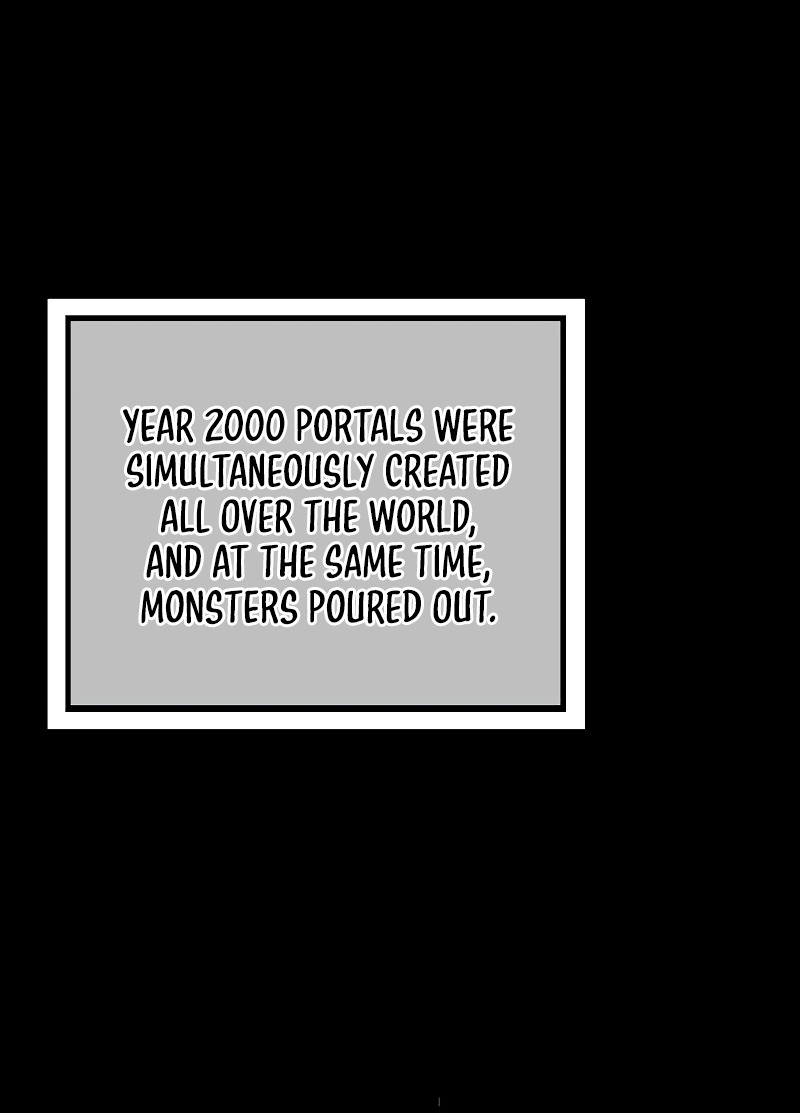 YEAR 2000 PORTALS WERE
SIMULTANEOUSLY CREATED
ALL OVER THE WORLD,
AND AT THE SAME TIME,
MONSTERS POURED OUT.